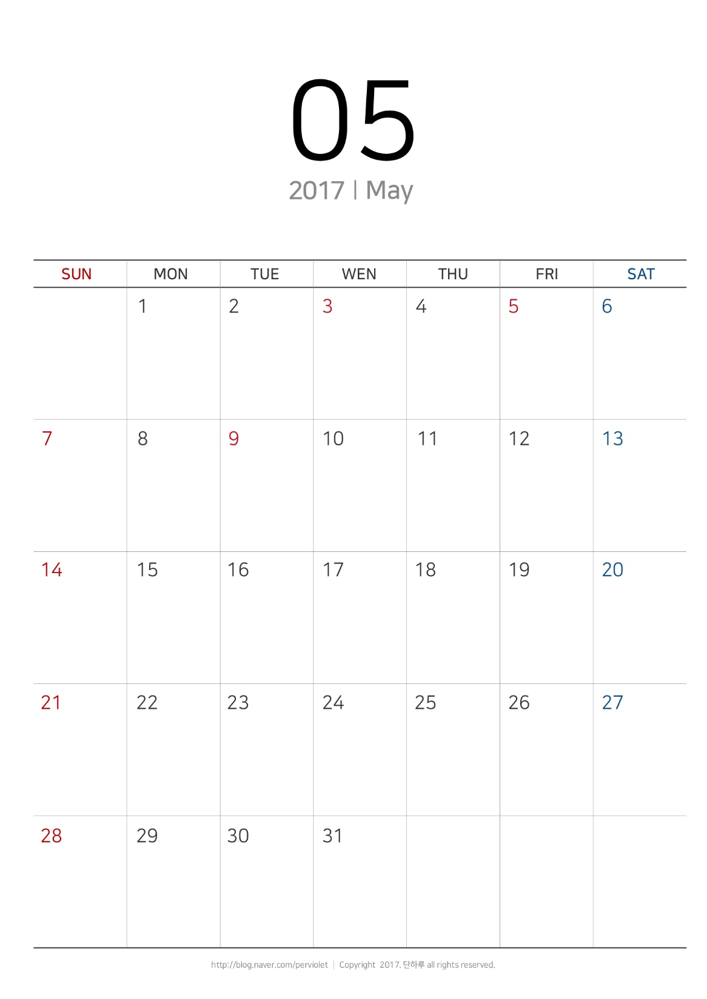 05
2017 | May
SUN MON TUE WEN THU FRI SAT
1 2 3 4 5 6
7 8 9 10 11 12 13
14 15 16 17 18 19 20
21 22 23 24 25 26 27
28 29 30 31
http://blog.naver.com/perviolet | Copyright 2017. 단하루 all rights reserved.